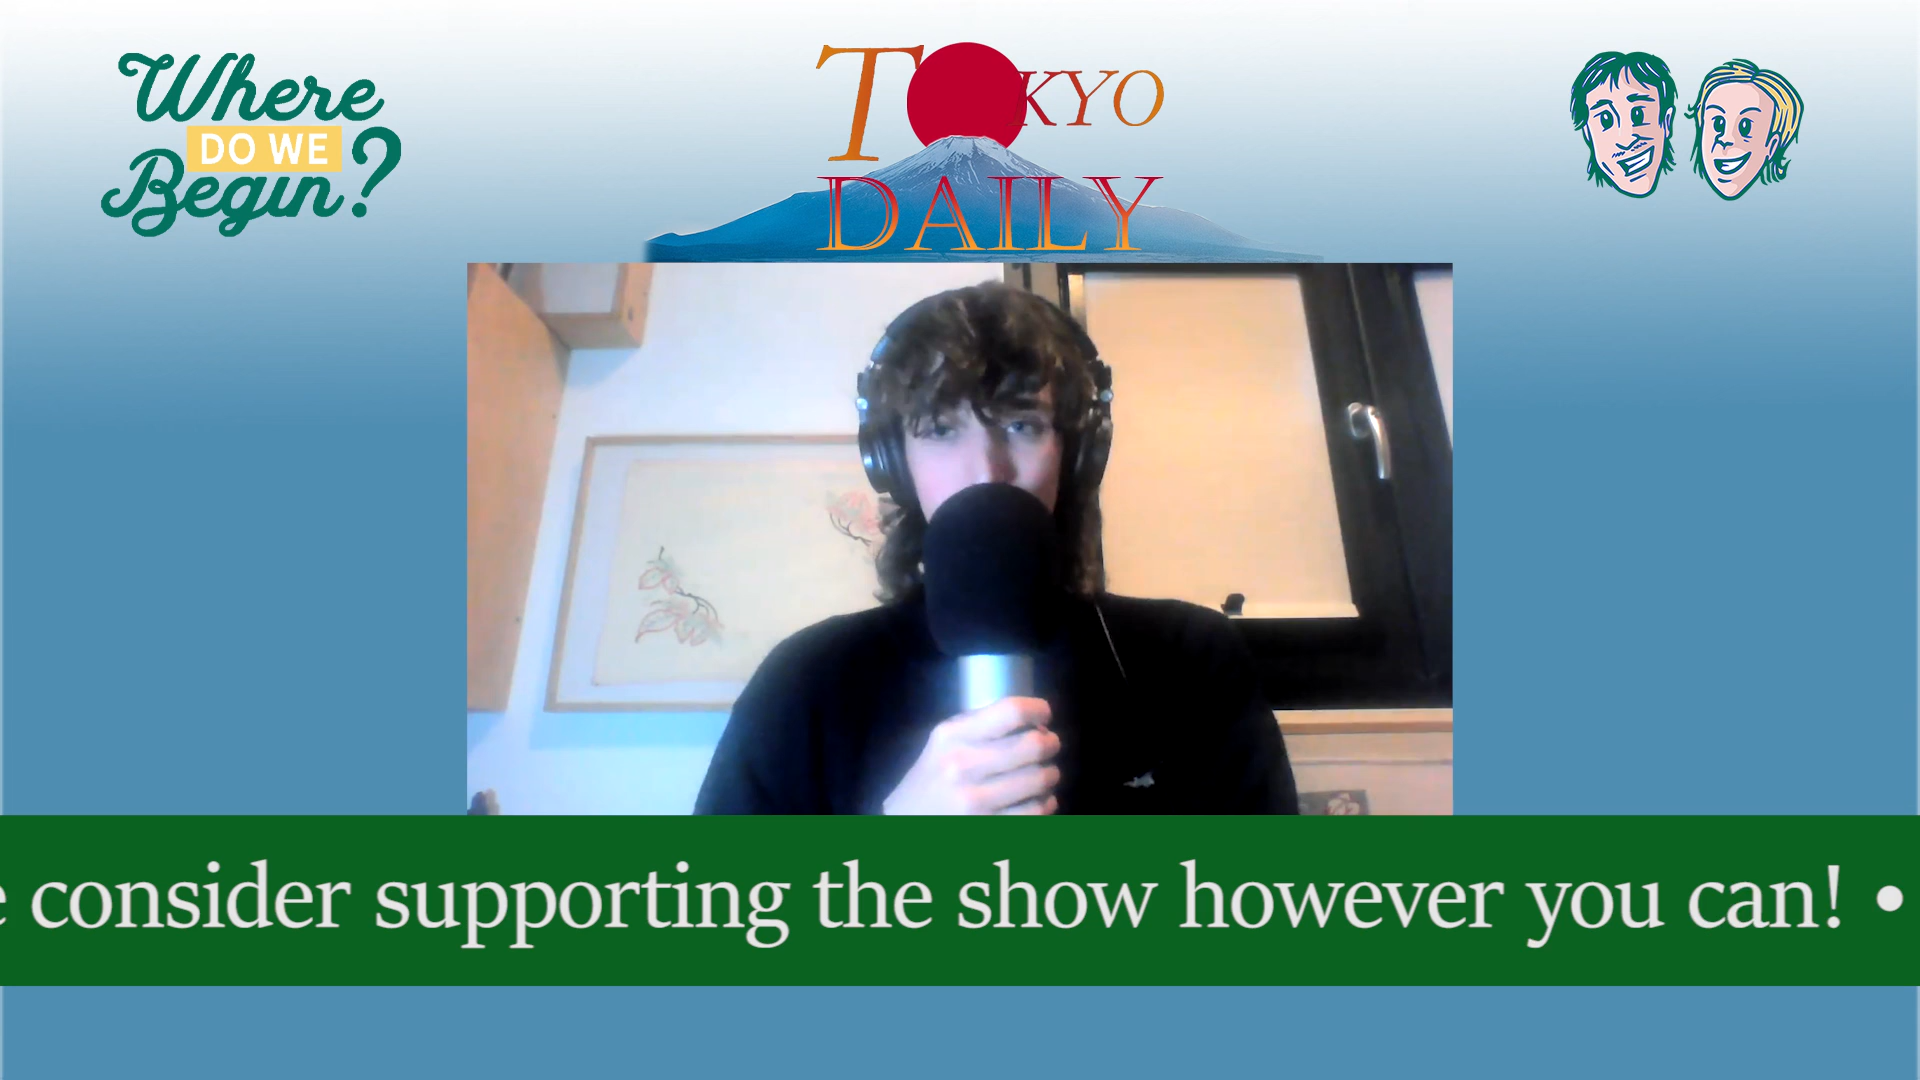 Where
DO WE
Begin?
TOKYO
DAILY
consider supporting the show however you can! •